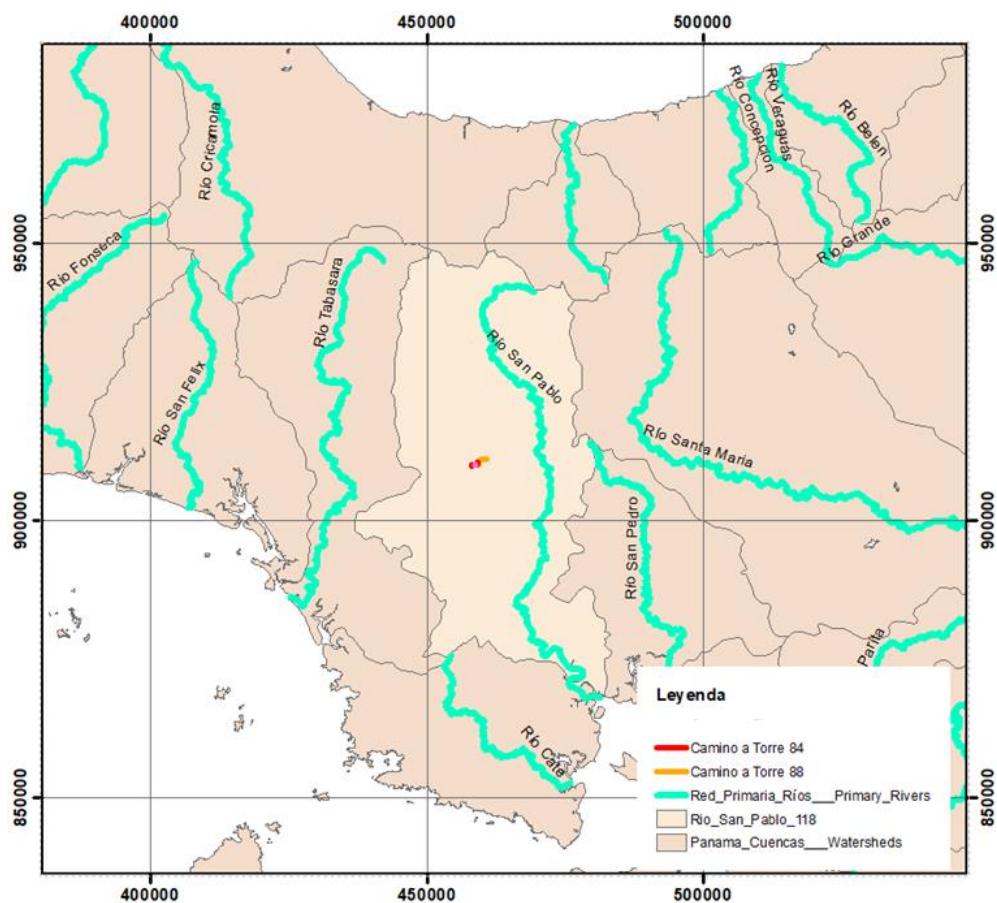 400000 450000 500000
Río Cricamola
Río Concepcion
Río Veraguas
Río Belen
950000
950000
Río Fonseca
Río Grande
Río Tabasara
Río San Felix
Río San Pablo
Río Santa Maria
900000
900000
Río San Pedro
Parita
Río Cate
850000
850000
Leyenda
Camino a Torre 84
Camino a Torre 88
Red_Primaria_Ríos___Primary_Rivers
Rio_San_Pablo_118
Panama_Cuencas___Watersheds
400000 450000 500000